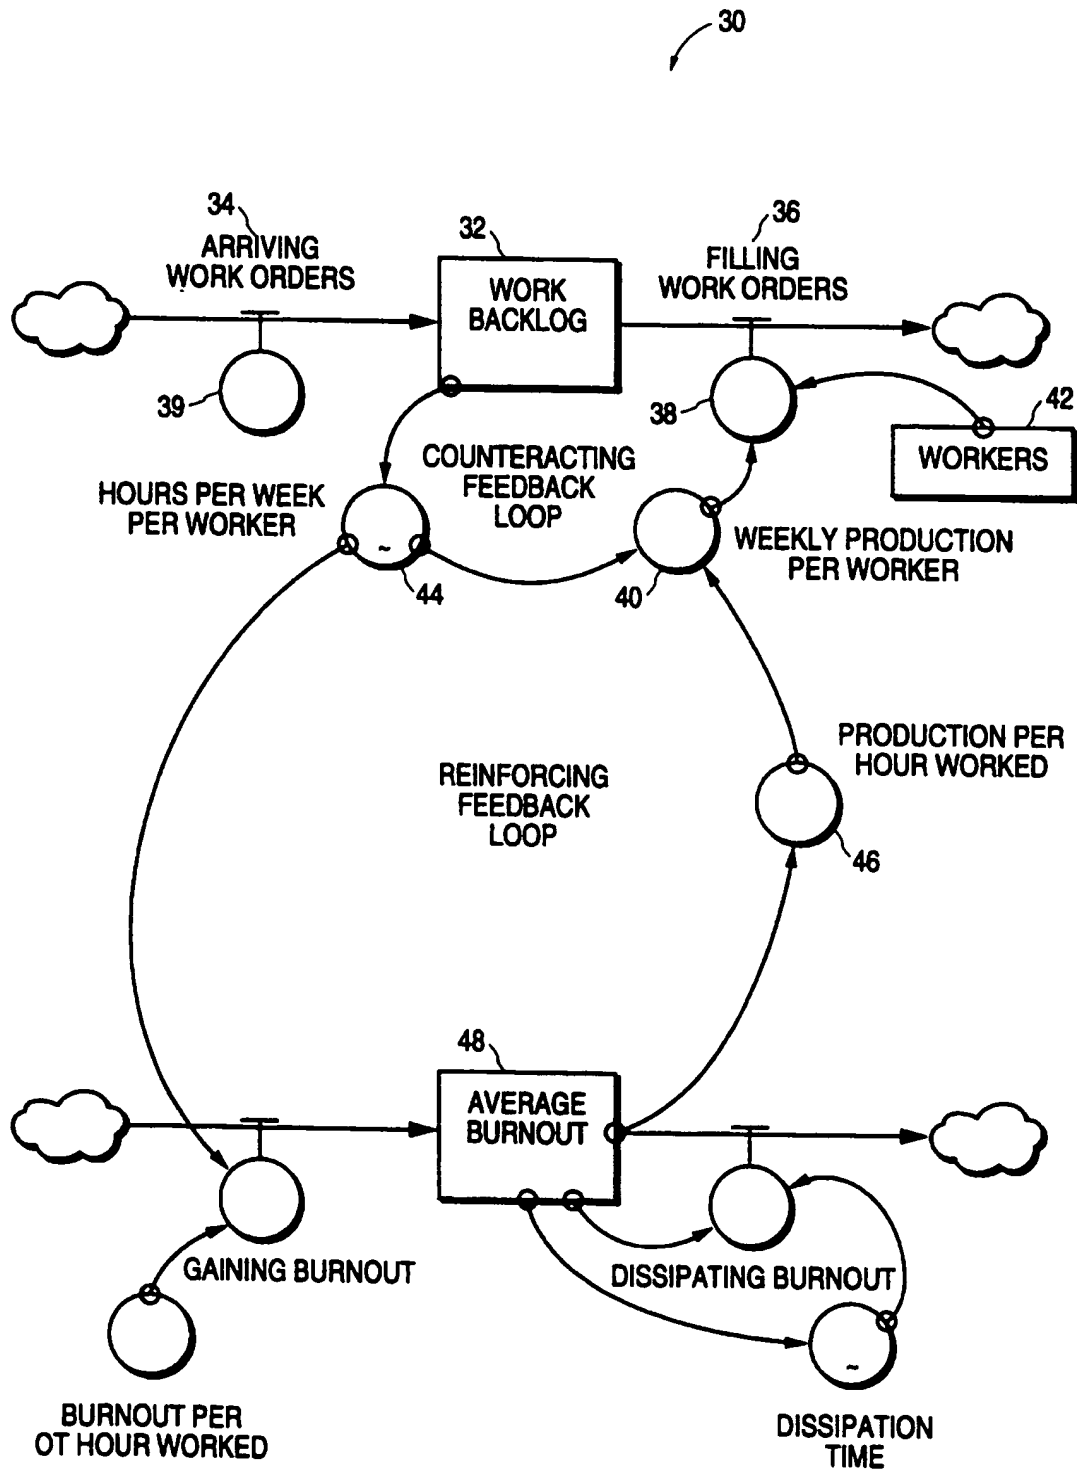 30
34
ARRIVING
WORK ORDERS
32
WORK
BACKLOG
36
FILLING
WORK ORDERS
39
38
42
WORKERS
COUNTERACTING
FEEDBACK
LOOP
HOURS PER WEEK
PER WORKER
~
44
40
WEEKLY PRODUCTION
PER WORKER
PRODUCTION PER
HOUR WORKED
46
REINFORCING
FEEDBACK
LOOP
48
AVERAGE
BURNOUT
GAINING BURNOUT
DISSIPATING BURNOUT
~
BURNOUT PER
OT HOUR WORKED
DISSIPATION
TIME